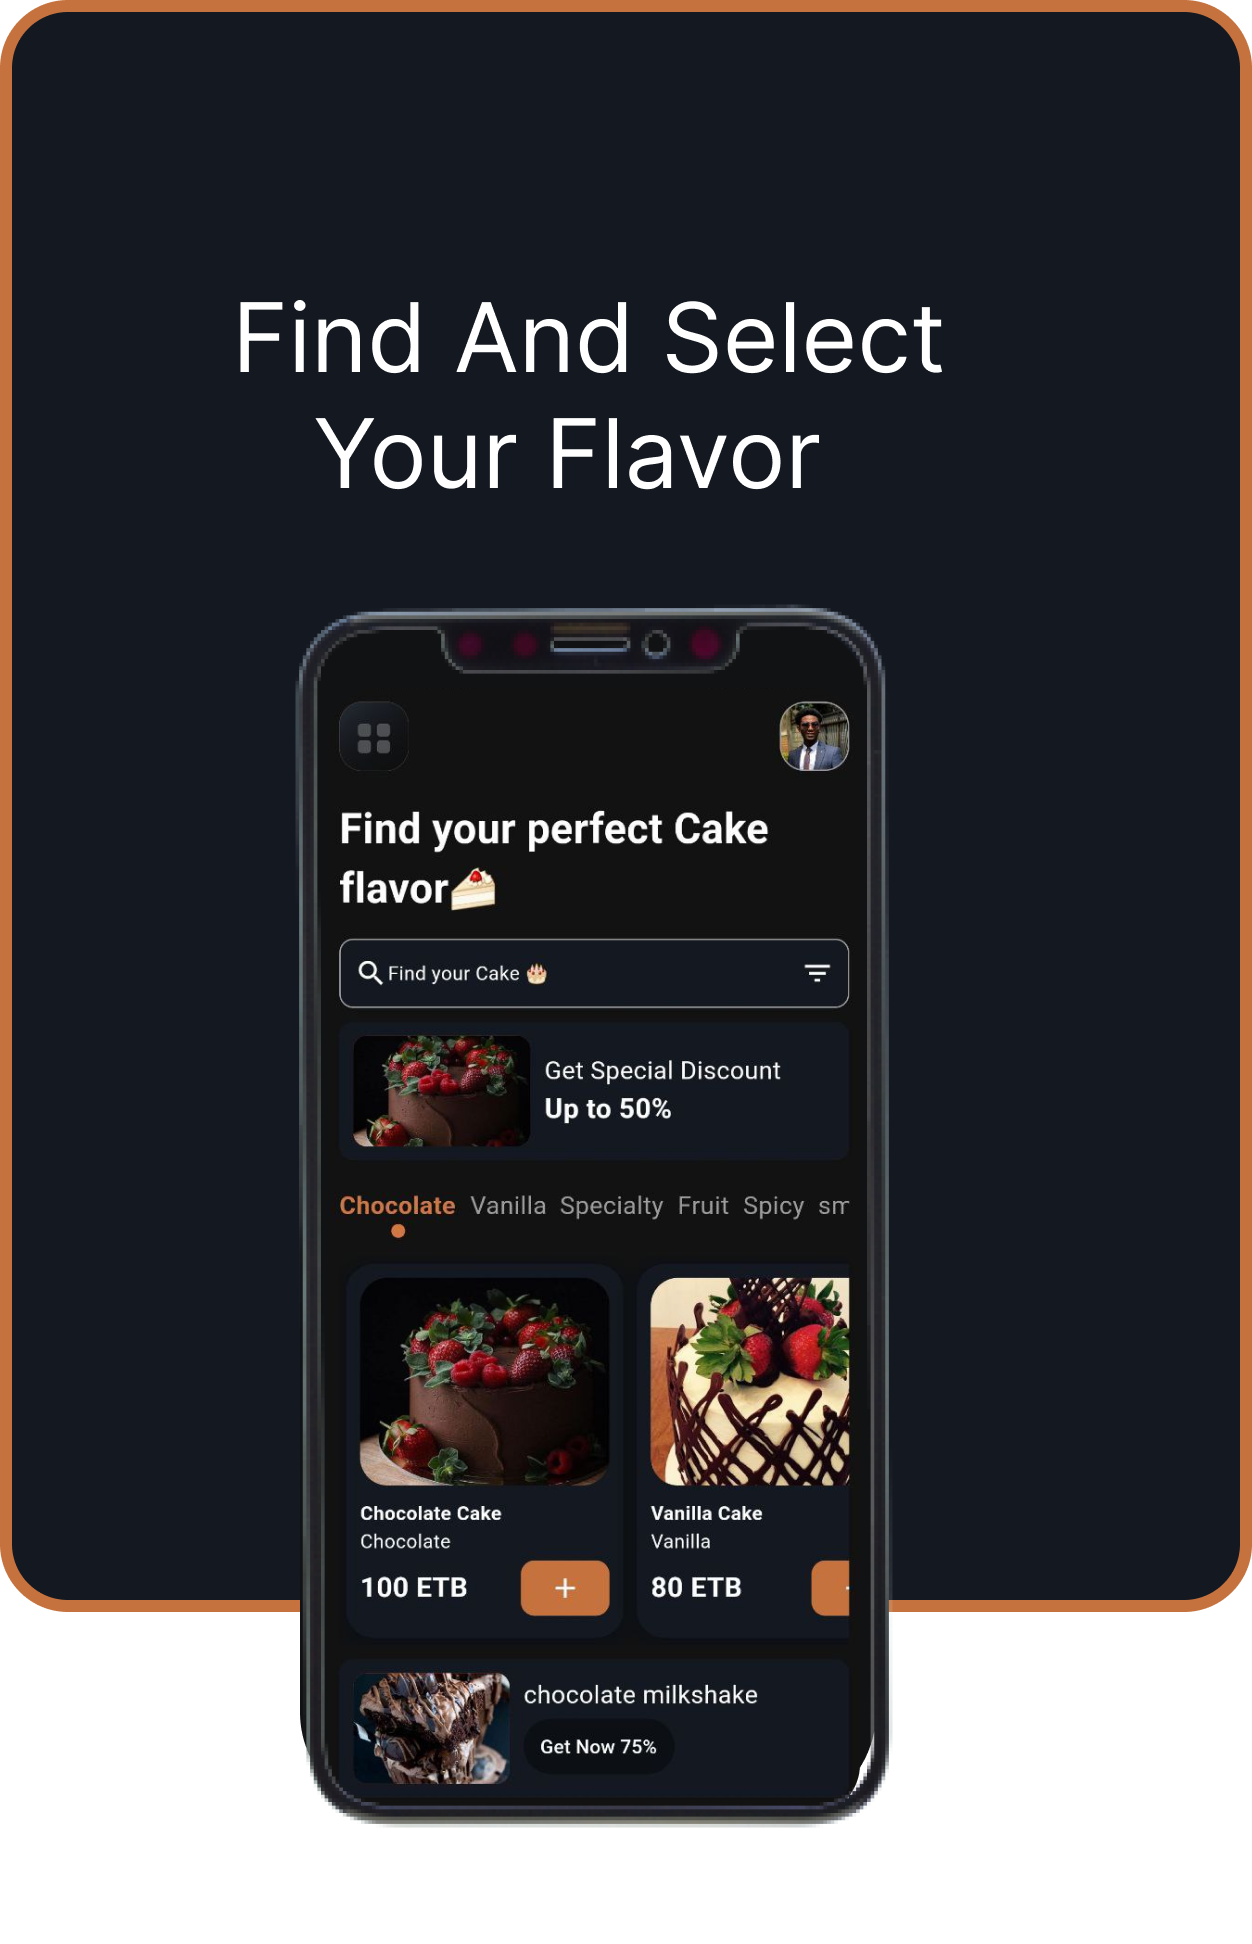 Find And Select
Your Flavor
Find your perfect Cake
flavor🍰
Find your Cake 🎂
Get Special Discount
Up to 50%
Chocolate Vanilla Specialty Fruit Spicy sm
Chocolate Cake
Chocolate
100 ETB
+
Vanilla Cake
Vanilla
80 ETB
chocolate milkshake
Get Now 75%